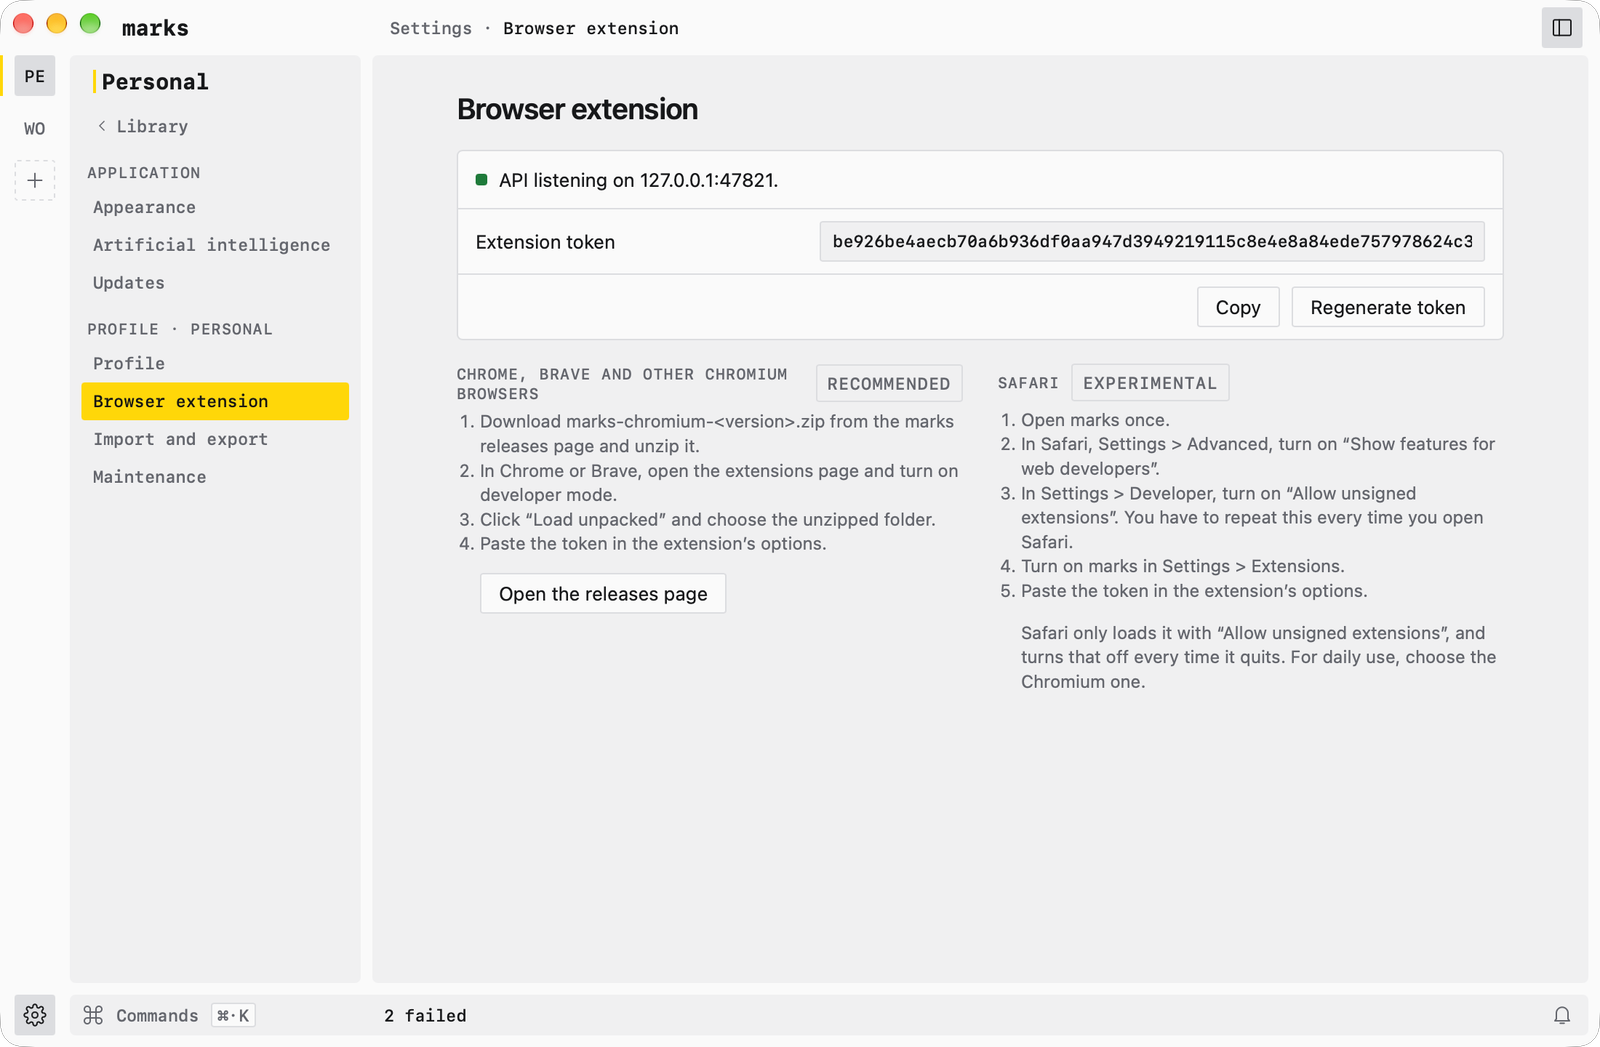 marks
Settings · Browser extension
PE
WO
Personal
Library
APPLICATION
Appearance
Artificial intelligence
Updates
PROFILE · PERSONAL
Profile
Browser extension
Import and export
Maintenance
Browser extension
API listening on 127.0.0.1:47821.
Extension token
be926be4aecb70a6b936df0aa947d3949219115c8e4e8a84ede757978624c3
Copy
Regenerate token
CHROME, BRAVE AND OTHER CHROMIUM
BROWSERS
RECOMMENDED
1. Download marks-chromium-<version>.zip from the marks
releases page and unzip it.
2. In Chrome or Brave, open the extensions page and turn on
developer mode.
3. Click “Load unpacked” and choose the unzipped folder.
4. Paste the token in the extension’s options.
Open the releases page
SAFARI
EXPERIMENTAL
1. Open marks once.
2. In Safari, Settings > Advanced, turn on “Show features for
web developers”.
3. In Settings > Developer, turn on “Allow unsigned
extensions”. You have to repeat this every time you open
Safari.
4. Turn on marks in Settings > Extensions.
5. Paste the token in the extension’s options.
Safari only loads it with “Allow unsigned extensions”, and
turns that off every time it quits. For daily use, choose the
Chromium one.
Commands ⌘·K
2 failed